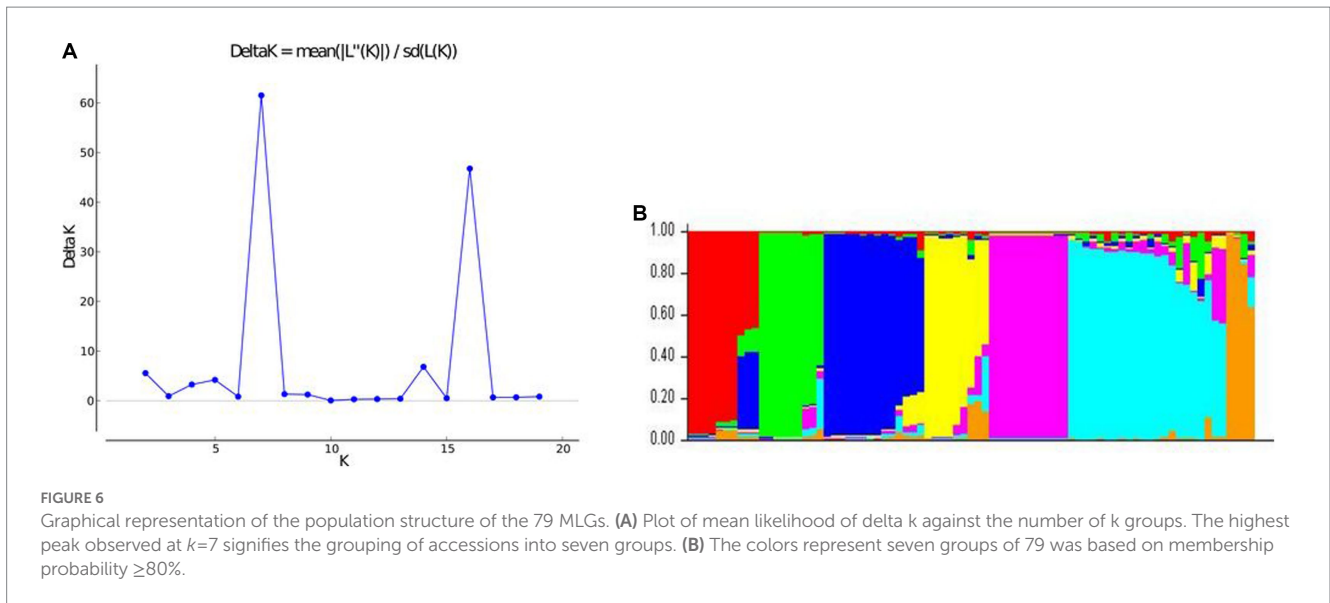 A
DeltaK = mean(|L''(K)|) / sd(L(K))
60
50
40
30
20
10
0
Delta K
5
10
15
20
K
B
1.00
0.80
0.60
0.40
0.20
0.00
FIGURE 6
Graphical representation of the population structure of the 79 MLGs. (A) Plot of mean likelihood of delta k against the number of k groups. The highest
peak observed at k=7 signifies the grouping of accessions into seven groups. (B) The colors represent seven groups of 79 was based on membership
probability ≥80%.